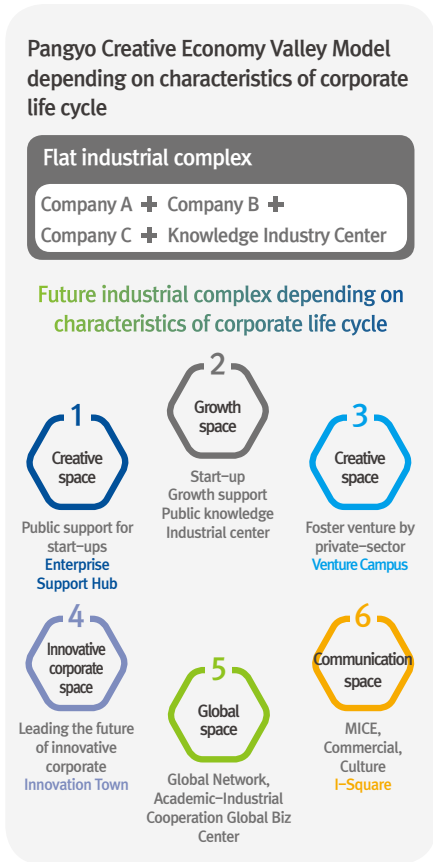 Pangyo Creative Economy Valley Model
depending on characteristics of corporate
life cycle
Flat industrial complex
Company A + Company B +
Company C + Knowledge Industry Center
Future industrial complex depending on
characteristics of corporate life cycle
1
Creative
space
Public support for
start-ups
Enterprise
Support Hub
2
Growth
space
Start-up
Growth support
Public knowledge
Industrial center
3
Creative
space
Foster venture by
private-sector
Venture Campus
4
Innovative
corporate
space
Leading the future
of innovative
corporate
Innovation Town
5
Global
space
Global Network,
Academic-Industrial
Cooperation Global Biz
Center
6
Communication
space
MICE,
Commercial,
Culture
I-Square